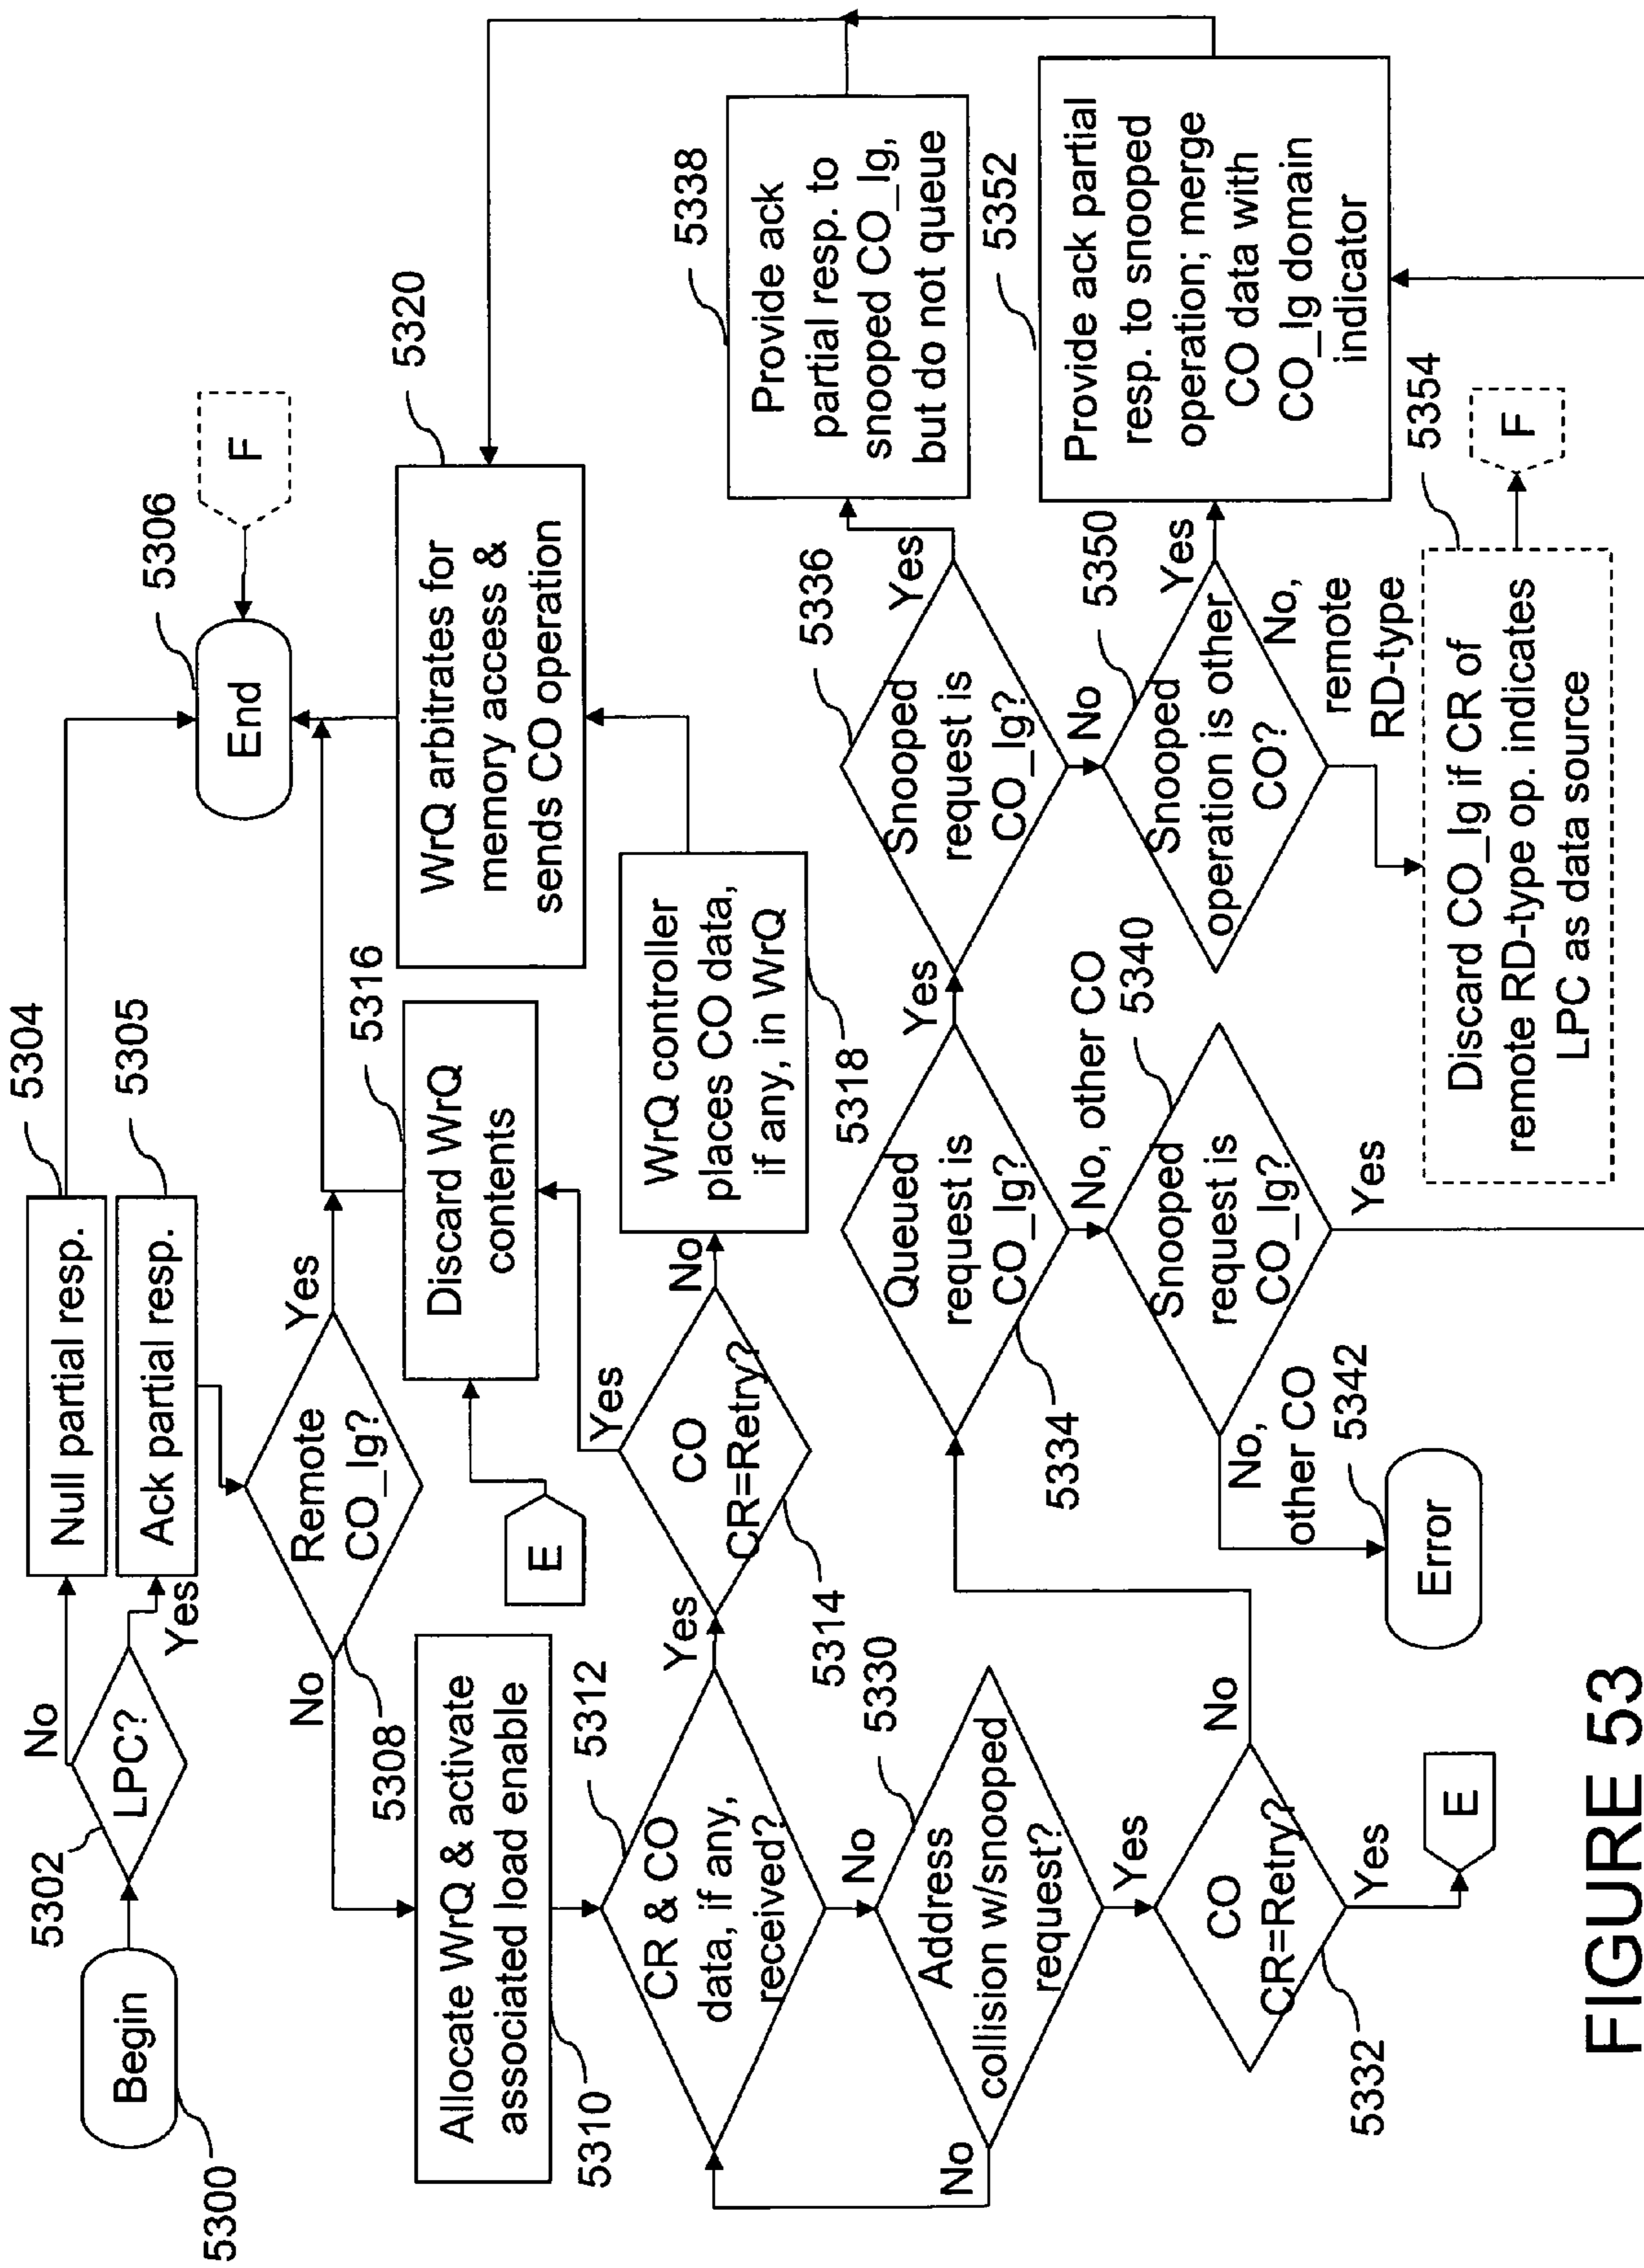 5300
Begin
5302
LPC?
No
Yes
5304
Null partial resp.
5305
Ack partial resp.
5306
End
F
Remote
CO_lg?
Yes
No
5308
Allocate WrQ & activate
associated load enable
5310
5316
Discard WrQ
contents
E
5320
WrQ arbitrates for
memory access &
sends CO operation
5312
CR & CO
data, if any,
received?
Yes
No
CO
CR=Retry?
Yes
No
5314
WrQ controller
places CO data,
if any, in WrQ
5318
5330
Address
collision w/snooped
request?
No
Yes
CO
CR=Retry?
No
Yes
5332
E
Queued
request is
CO_lg?
Yes
No, other CO
5334
5336
Snooped
request is
CO_lg?
Yes
No
5338
Provide ack
partial resp. to
snooped CO_lg,
but do not queue
5340
Snooped
request is
CO_lg?
No,
other CO
Yes
5342
Error
5350
Snooped
operation is other
CO?
Yes
No,
remote
RD-type
5352
Provide ack partial
resp. to snooped
operation; merge
CO data with
CO_lg domain
indicator
5354
Discard CO_lg if CR of
remote RD-type op. indicates
LPC as data source
F
FIGURE 53